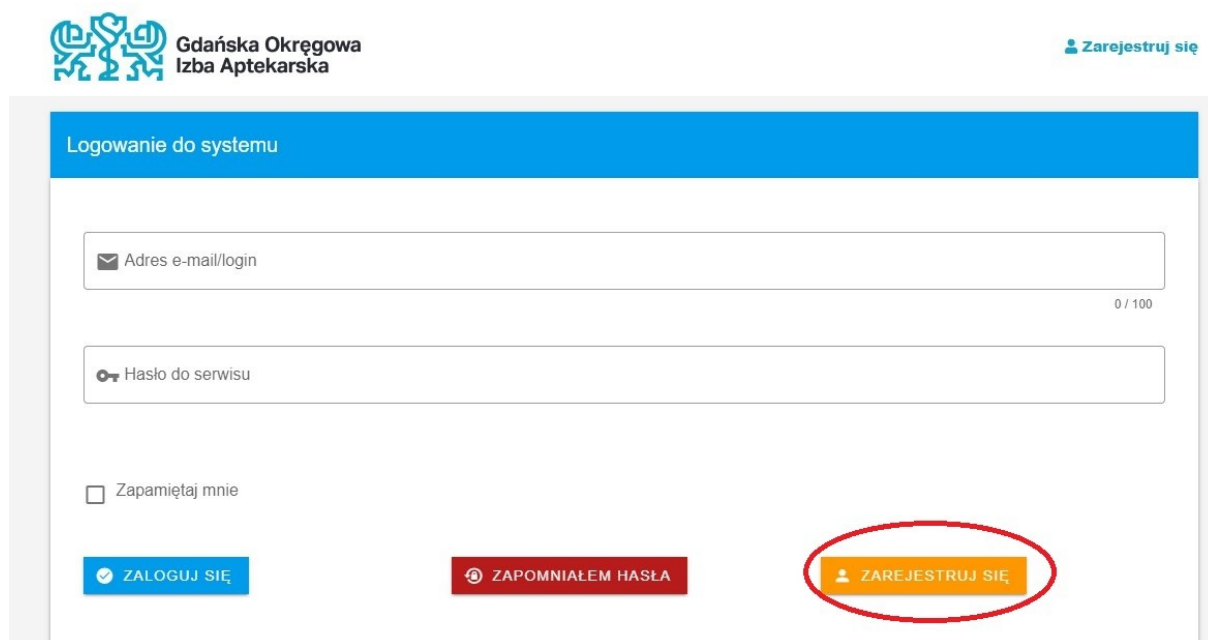 Gdańska Okręgowa
Izba Aptekarska
Zarejestruj się
Logowanie do systemu
Adres e-mail/login
0 / 100
Hasło do serwisu
Zapamiętaj mnie
ZALOGUJ SIĘ
ZAPOMNIAŁEM HASŁA
ZAREJESTRUJ SIĘ